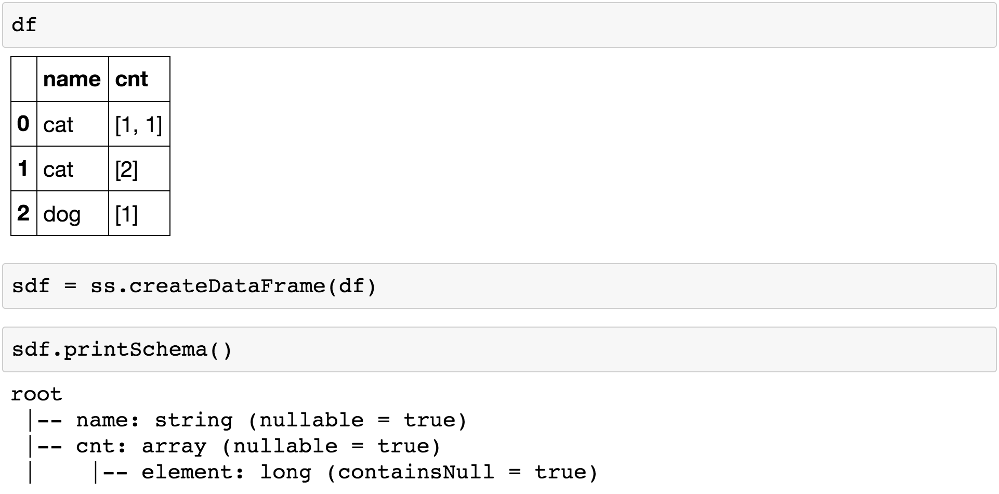 df
name cnt
0 cat [1, 1]
1 cat [2]
2 dog [1]
sdf = ss.createDataFrame(df)
sdf.printSchema()
root
 |-- name: string (nullable = true)
 |-- cnt: array (nullable = true)
 |    |-- element: long (containsNull = true)